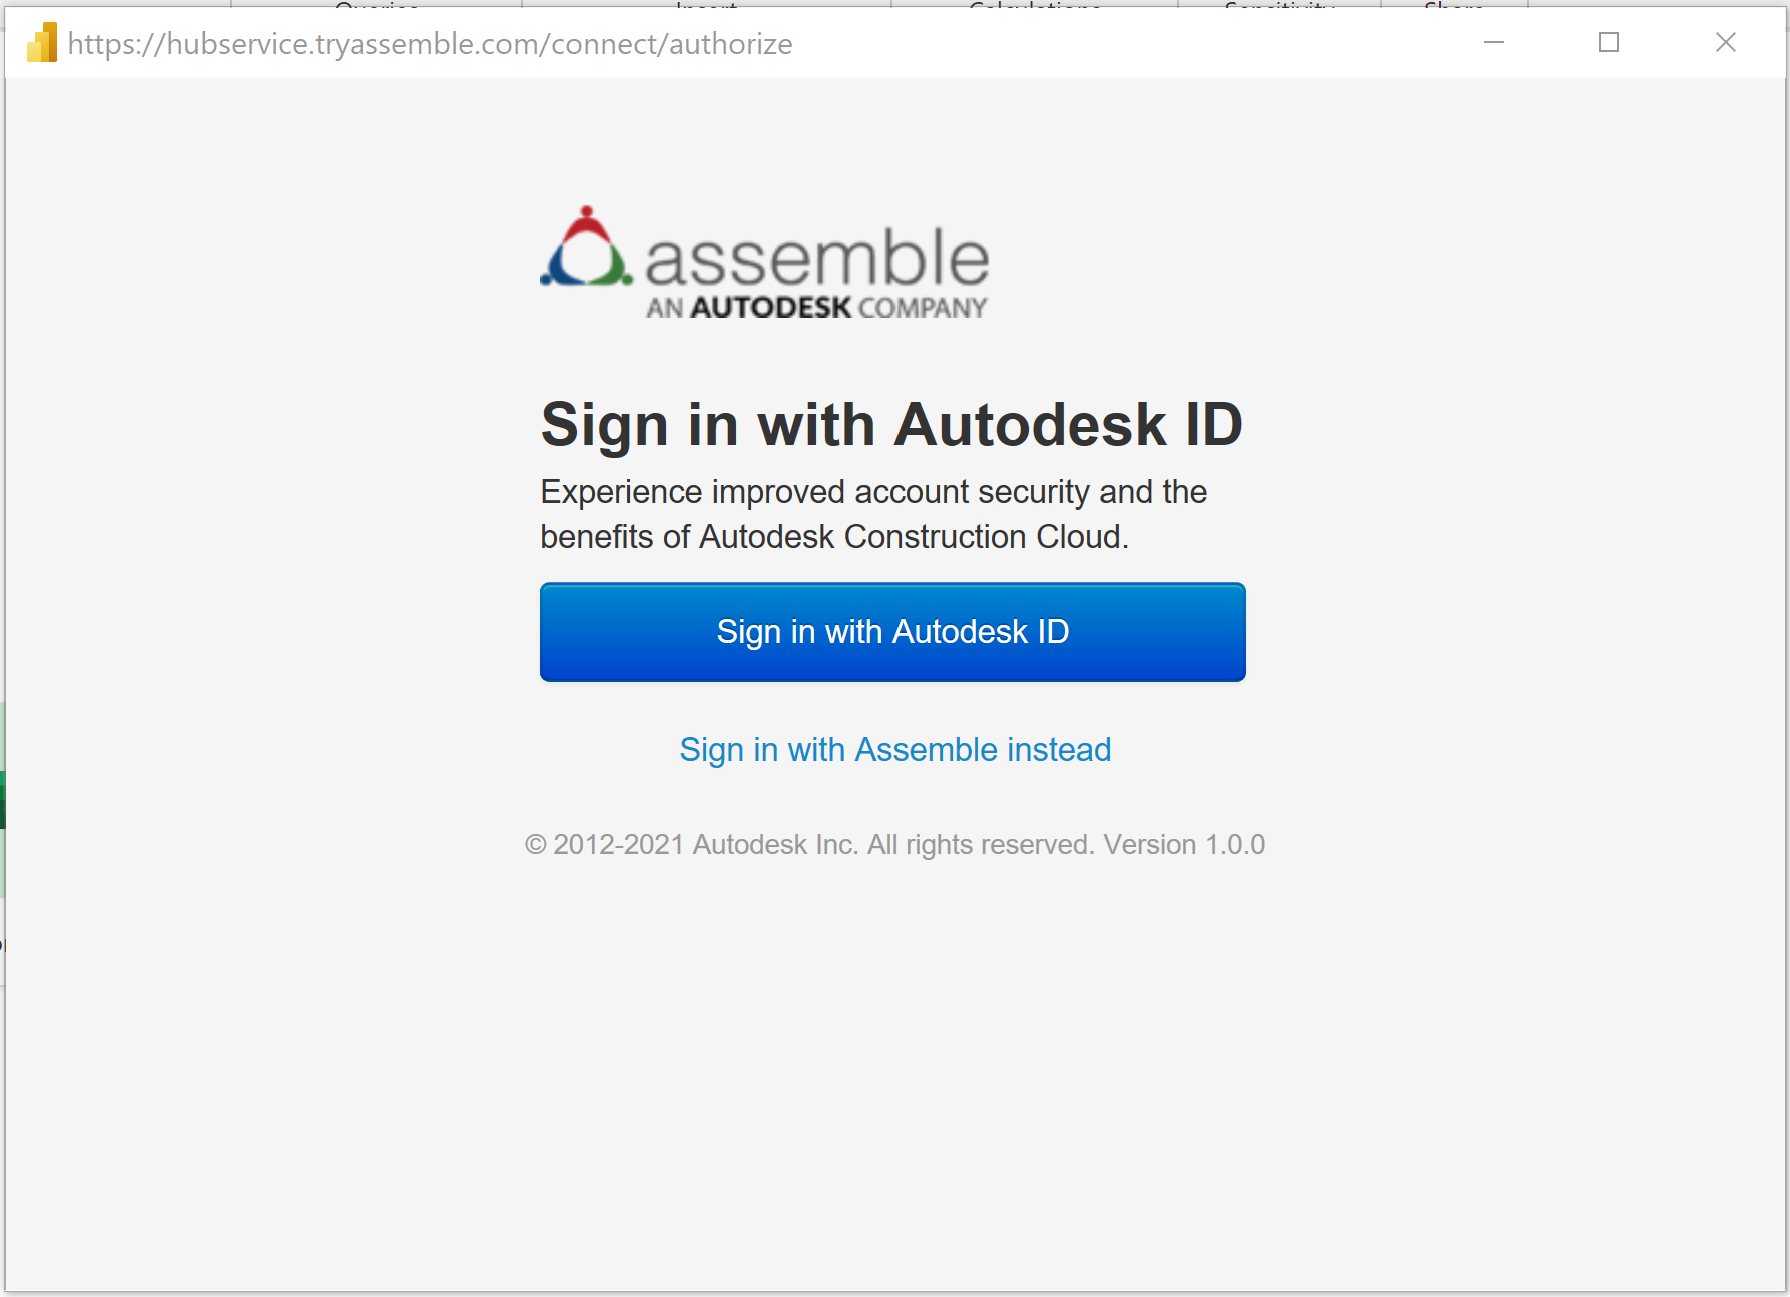 https://hubservice.tryassemble.com/connect/authorize
assemble
AN AUTODESK COMPANY
Sign in with Autodesk ID
Experience improved account security and the
benefits of Autodesk Construction Cloud.
Sign in with Autodesk ID
Sign in with Assemble instead
© 2012-2021 Autodesk Inc. All rights reserved. Version 1.0.0